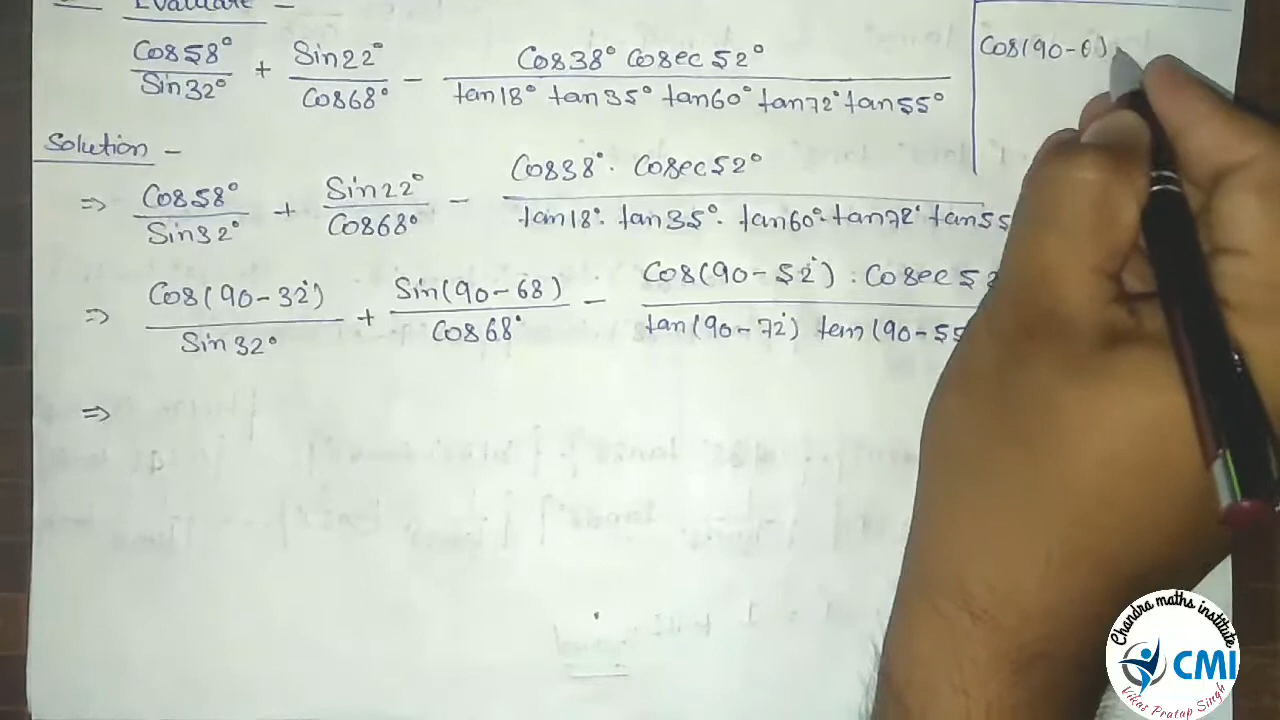 Evaluate -
Cos58°/Sin32° + Sin22°/Cos68° - Cos38° Cosec52°/tan18° tan35° tan60° tan72° tan55°
Cos(90-θ)
Solution -
⇒ Cos58°/Sin32° + Sin22°/Cos68° - Cos38°. Cosec52°/tan18°. tan35°. tan60°. tan72° tan55
⇒ Cos(90-32°)/Sin32° + Sin(90-68)/Cos68° - Cos(90-52°). Cosec 52/tan(90-72°) tan(90-55
⇒
Chandra maths institute
CMI
Vikas Pratap Singh